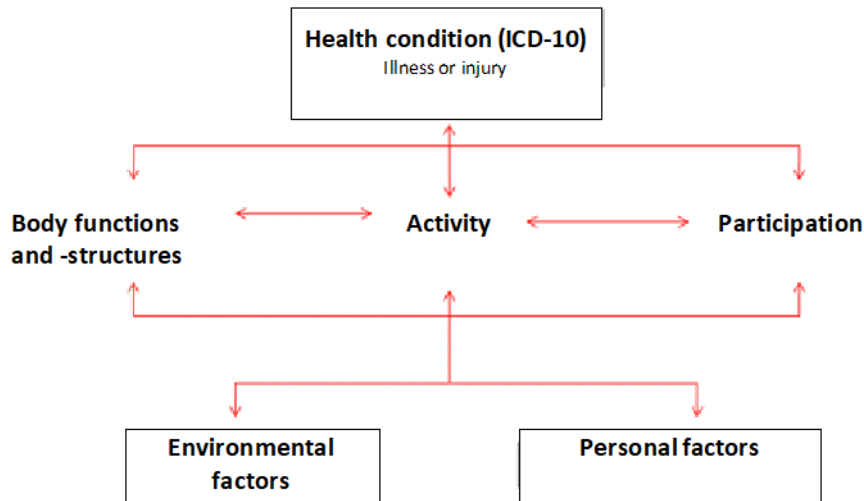 Health condition (ICD-10)
Illness or injury
Body functions
and -structures
Activity
Participation
Environmental
factors
Personal factors